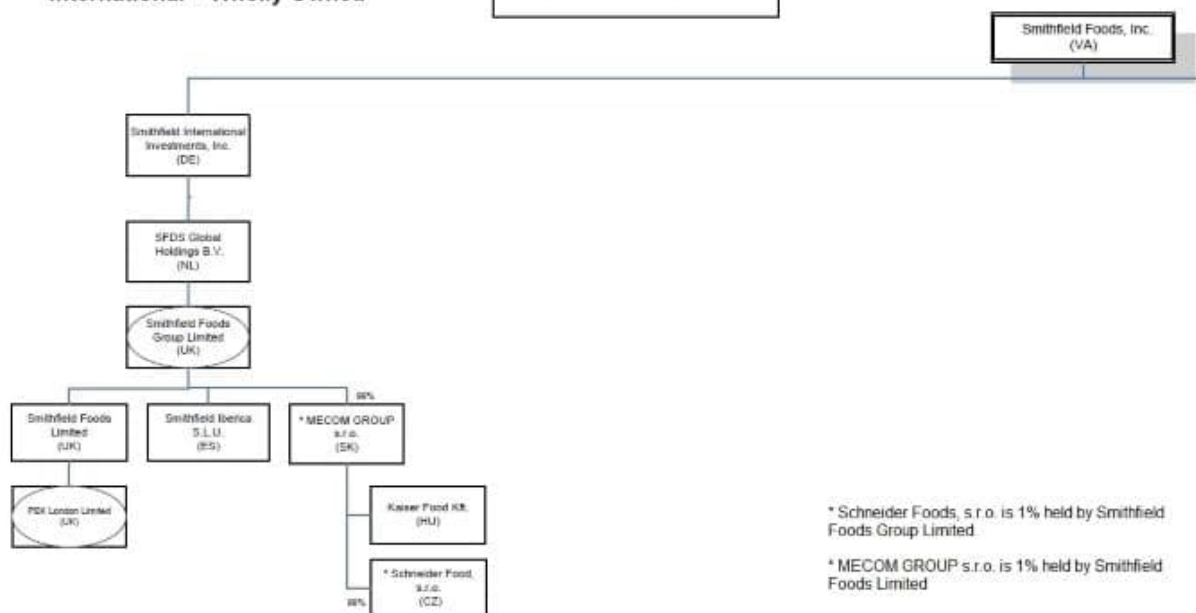 International - Wholly Owned
Smithfield Foods, Inc.
(VA)
Smithfield International
Investments, Inc.
(DE)
SFDS Global
Holdings B.V.
(NL)
Smithfield Foods
Group Limited
(UK)
99%
Smithfield Foods
Limited
(UK)
Smithfield Iberica
S.L.U.
(ES)
* MECOM GROUP
s.r.o.
(SK)
PDX London Limited
(UK)
Kaiser Food Kft.
(HU)
* Schneider Food,
s.r.o.
(CZ)
99%
* Schneider Foods, s.r.o. is 1% held by Smithfield
Foods Group Limited
* MECOM GROUP s.r.o. is 1% held by Smithfield
Foods Limited